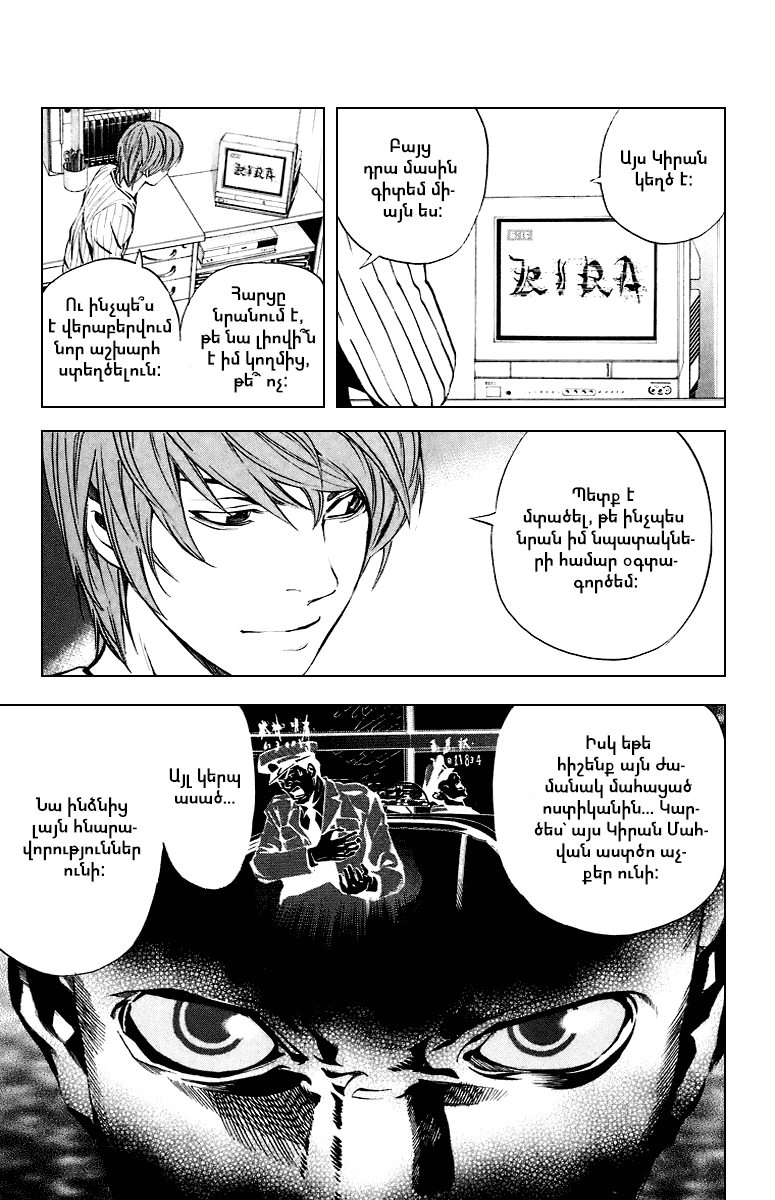 Այս Կիրան
կեղծ է:
Բայց
դրա մասին
գիտեմ մի-
այն ես:
KIRA
Հարցը
նրանում է,
թե նա լիովի՞ն
է իմ կողմից,
թե՞ ոչ:
Ու ինչպե՞ս
է վերաբերվում
նոր աշխարհ
ստեղծելուն:
KIRA
Պետք է
մտածել, թե ինչպես
նրան իմ նպատակնե-
րի համար օգտա-
գործեմ:
Իսկ եթե
հիշենք այն ժա-
մանակ մահացած
ոստիկանին... Կար-
ծես՝ այս Կիրան Մահ-
վան աստծո աչ-
քեր ունի:
Այլ կերպ
ասած...
Նա ինձնից
լայն հնարա-
վորություններ
ունի: